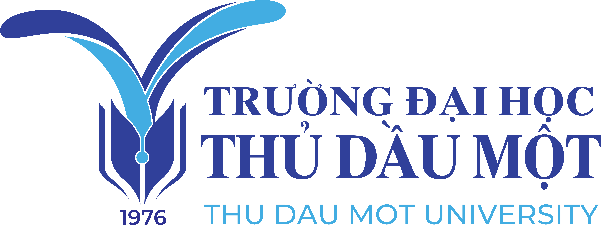 TRƯỜNG ĐẠI HỌC
THỦ DẦU MỘT
1976
THU DAU MOT UNIVERSITY